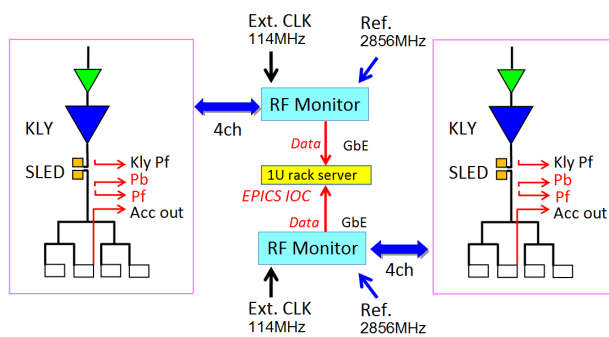 Ext. CLK
114MHz
Ref.
2856MHz
RF Monitor
4ch
Data
GbE
1U rack server
EPICS IOC
Data
GbE
RF Monitor
4ch
Ext. CLK
114MHz
Ref.
2856MHz
KLY
SLED
Kly Pf
Pb
Pf
Acc out
KLY
SLED
Kly Pf
Pb
Pf
Acc out